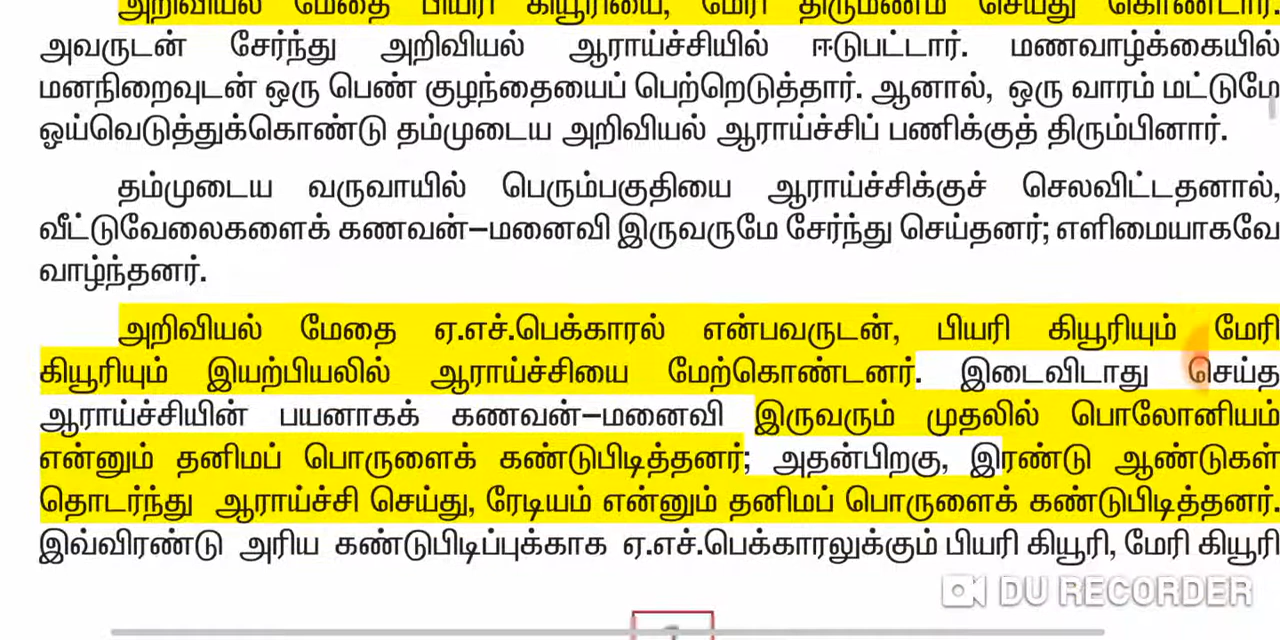 அறிவியல் மேதை பியரி கியூரியை, மேரி திருமணம் செய்து கொண்டார்.
அவருடன் சேர்ந்து அறிவியல் ஆராய்ச்சியில் ஈடுபட்டார். மணவாழ்க்கையில்
மனநிறைவுடன் ஒரு பெண் குழந்தையைப் பெற்றெடுத்தார். ஆனால், ஒரு வாரம் மட்டுமே
ஓய்வெடுத்துக்கொண்டு தம்முடைய அறிவியல் ஆராய்ச்சிப் பணிக்குத் திரும்பினார்.
தம்முடைய வருவாயில் பெரும்பகுதியை ஆராய்ச்சிக்குச் செலவிட்டதனால்,
வீட்டுவேலைகளைக் கணவன்–மனைவி இருவருமே சேர்ந்து செய்தனர்; எளிமையாகவே
வாழ்ந்தனர்.
அறிவியல் மேதை ஏ.எச்.பெக்காரல் என்பவருடன், பியரி கியூரியும் மேரி
கியூரியும் இயற்பியலில் ஆராய்ச்சியை மேற்கொண்டனர். இடைவிடாது செய்த
ஆராய்ச்சியின் பயனாகக் கணவன்–மனைவி இருவரும் முதலில் பொலோனியம்
என்னும் தனிமப் பொருளைக் கண்டுபிடித்தனர்; அதன்பிறகு, இரண்டு ஆண்டுகள்
தொடர்ந்து ஆராய்ச்சி செய்து, ரேடியம் என்னும் தனிமப் பொருளைக் கண்டுபிடித்தனர்.
இவ்விரண்டு அரிய கண்டுபிடிப்புக்காக ஏ.எச்.பெக்காரலுக்கும் பியரி கியூரி, மேரி கியூரி
DU RECORDER